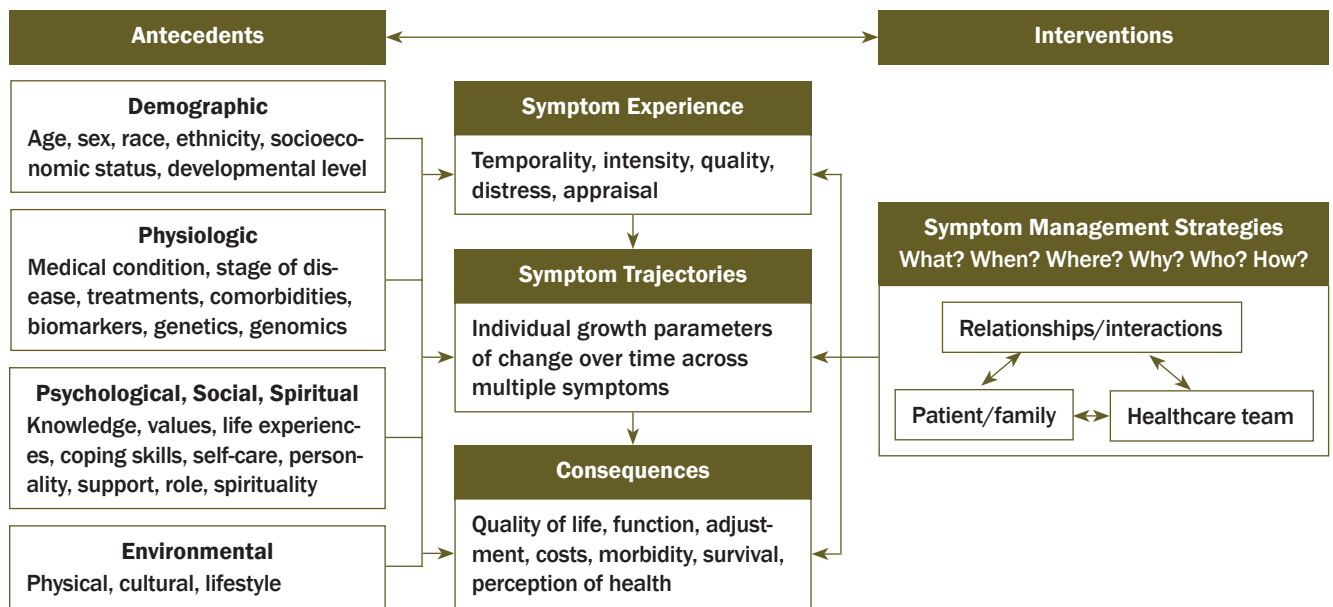 Antecedents
Interventions
Demographic
Age, sex, race, ethnicity, socioeco-
nomic status, developmental level
Physiologic
Medical condition, stage of dis-
ease, treatments, comorbidities,
biomarkers, genetics, genomics
Psychological, Social, Spiritual
Knowledge, values, life experienc-
es, coping skills, self-care, person-
ality, support, role, spirituality
Environmental
Physical, cultural, lifestyle
Symptom Experience
Temporality, intensity, quality,
distress, appraisal
Symptom Trajectories
Individual growth parameters
of change over time across
multiple symptoms
Consequences
Quality of life, function, adjust-
ment, costs, morbidity, survival,
perception of health
Symptom Management Strategies
What? When? Where? Why? Who? How?
Relationships/interactions
Patient/family
Healthcare team